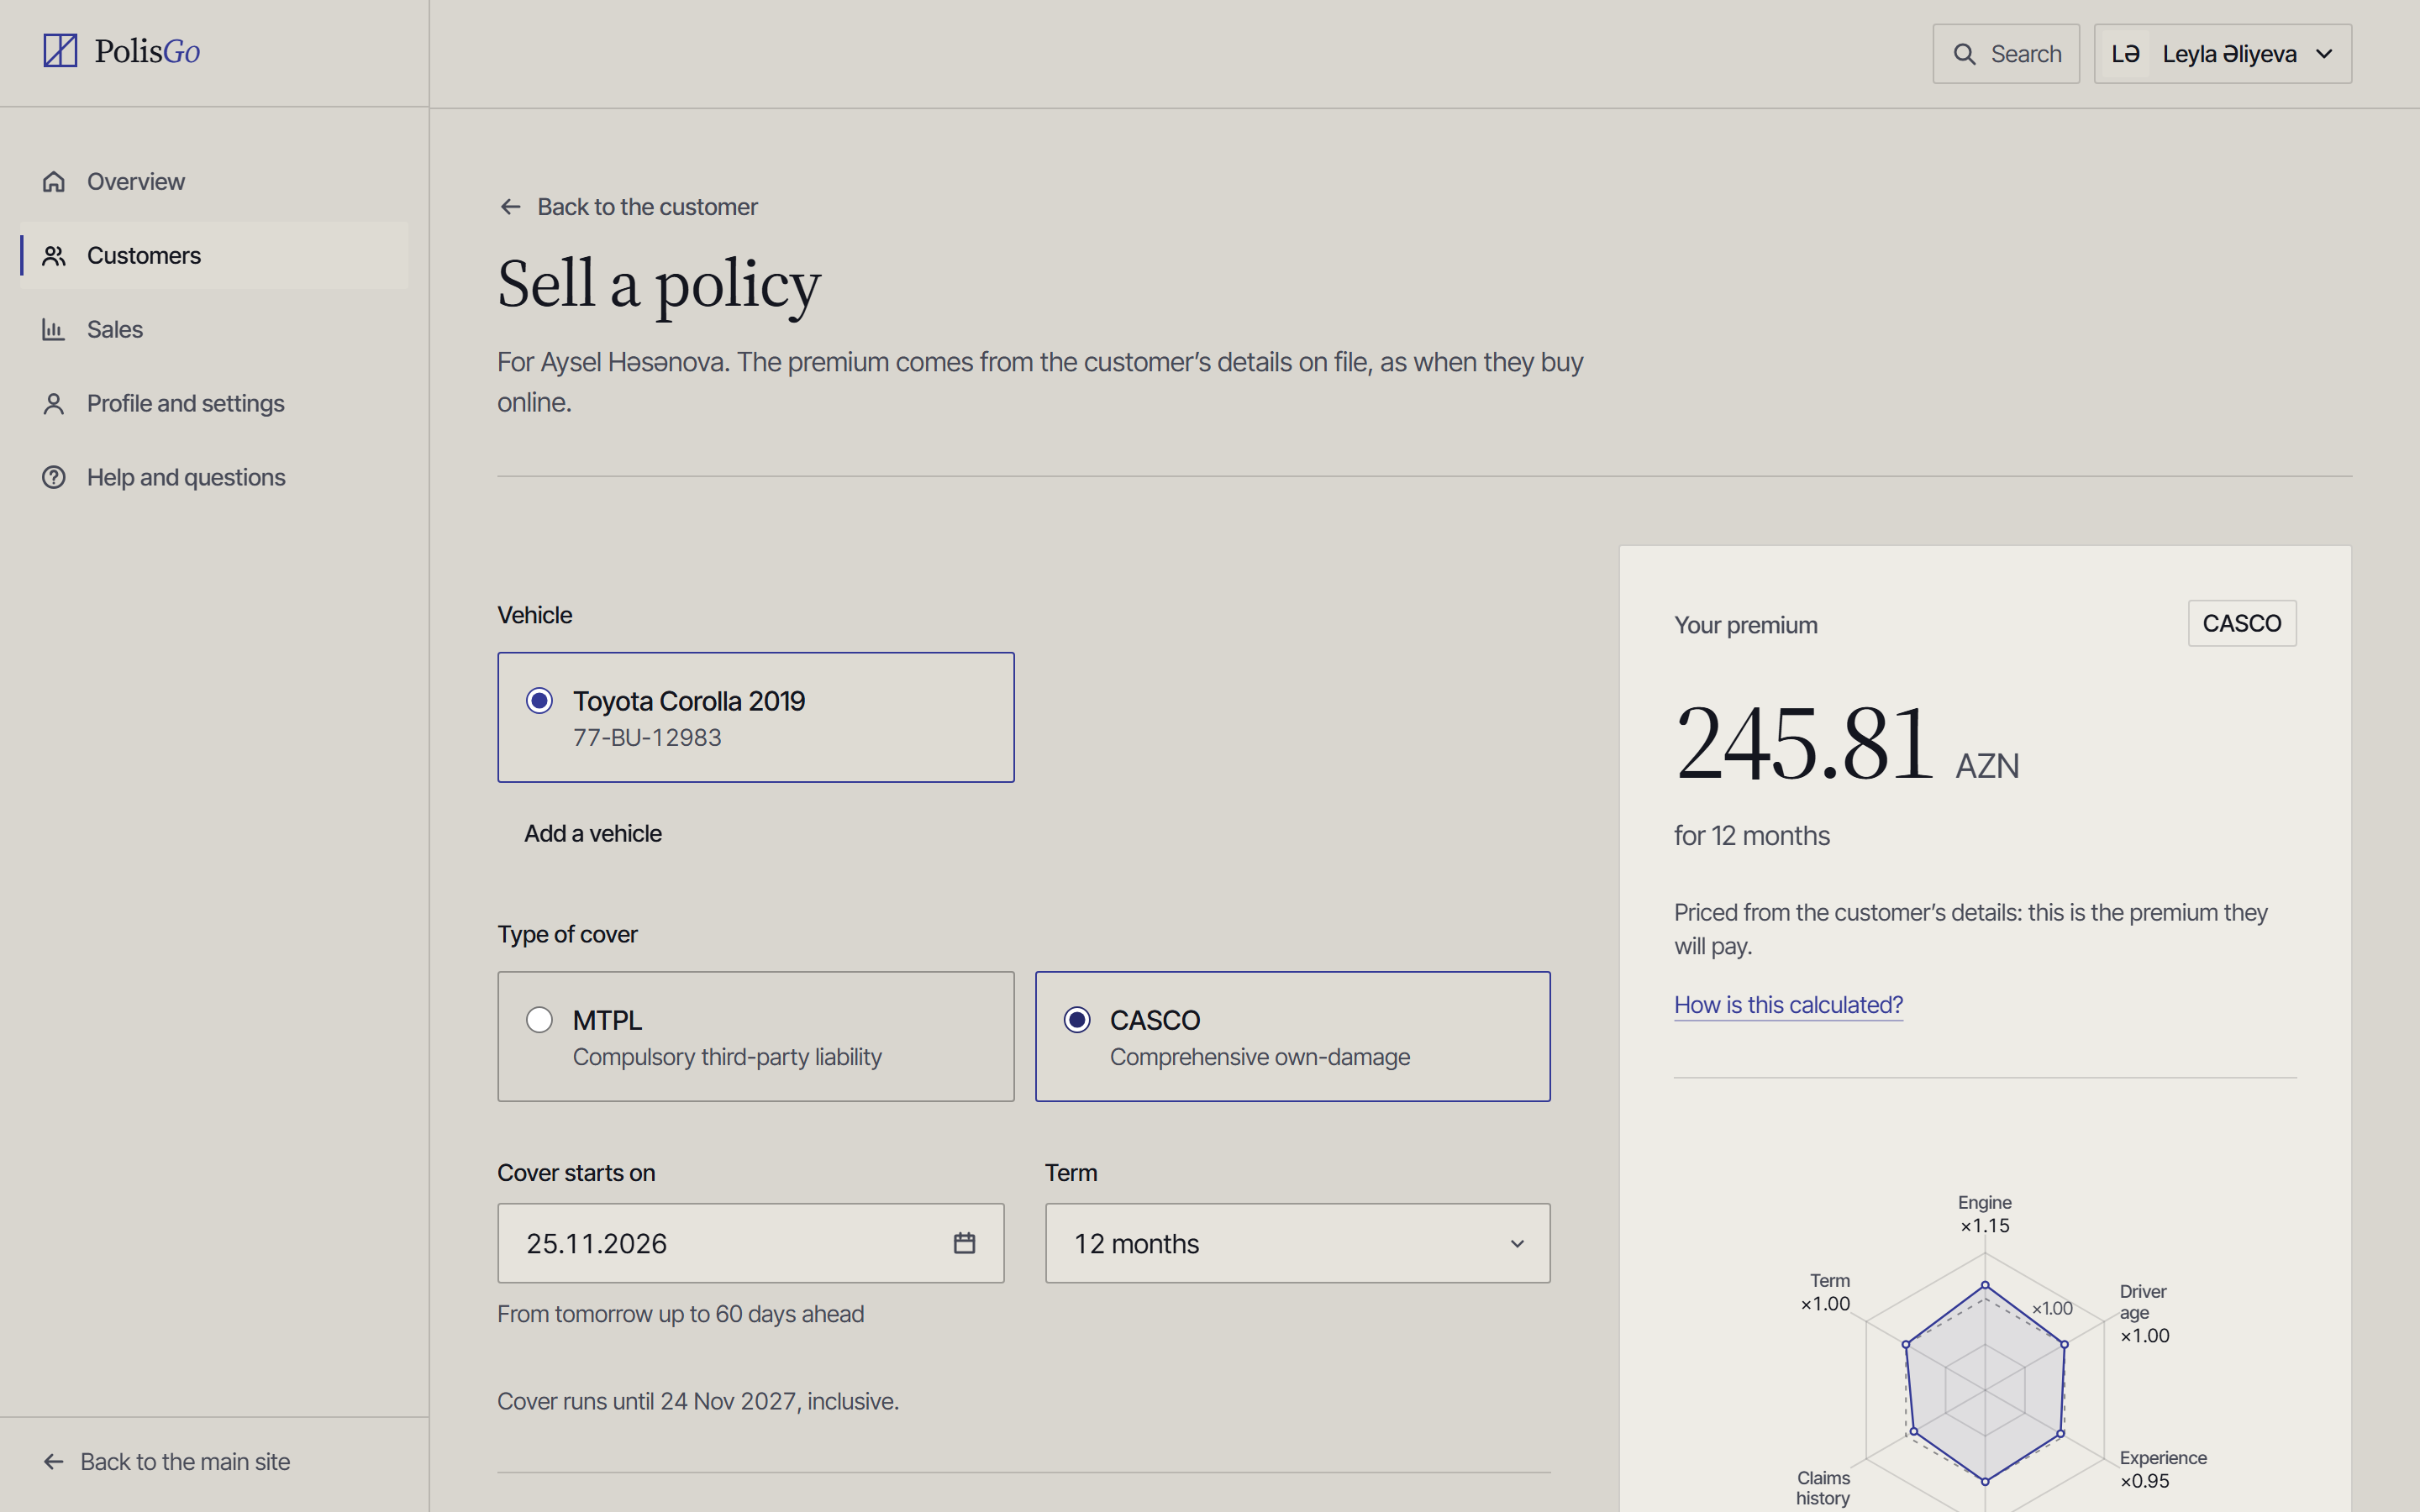 PolisGo
Search
LƏ Leyla Əliyeva
Overview
Customers
Sales
Profile and settings
Help and questions
Back to the main site
Back to the customer
Sell a policy
For Aysel Həsənova. The premium comes from the customer’s details on file, as when they buy
online.
Vehicle
Toyota Corolla 2019
77-BU-12983
Add a vehicle
Type of cover
MTPL
Compulsory third-party liability
CASCO
Comprehensive own-damage
Cover starts on
25.11.2026
From tomorrow up to 60 days ahead
Term
12 months
Cover runs until 24 Nov 2027, inclusive.
Your premium
CASCO
245.81 AZN
for 12 months
Priced from the customer’s details: this is the premium they
will pay.
How is this calculated?
Engine
×1.15
Term
×1.00
×1.00
Driver
age
×1.00
Experience
×0.95
Claims
history